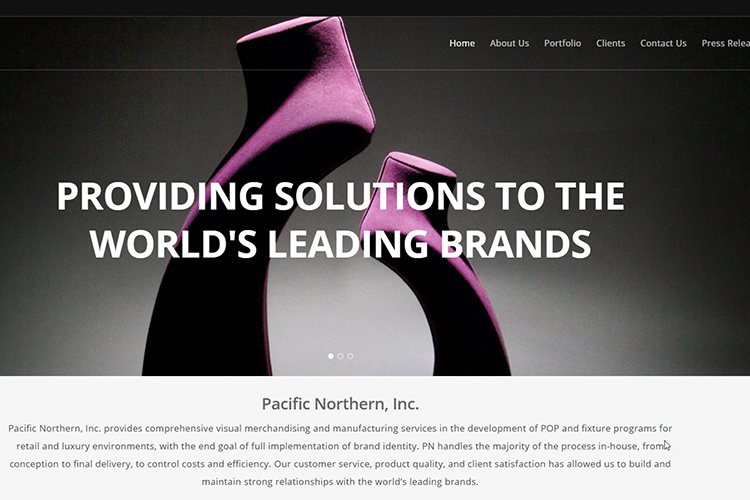 Home About Us Portfolio Clients Contact Us Press
PROVIDING SOLUTIONS TO THE
WORLD'S LEADING BRANDS
Pacific Northern, Inc.
Pacific Northern, Inc. provides comprehensive visual merchandising and manufacturing services in the development of POP and fixture programs for
retail and luxury environments, with the end goal of full implementation of brand identity. PN handles the majority of the process in-house, from
conception to final delivery, to control costs and efficiency. Our customer service, product quality, and client satisfaction has allowed us to build and
maintain strong relationships with the world's leading brands.